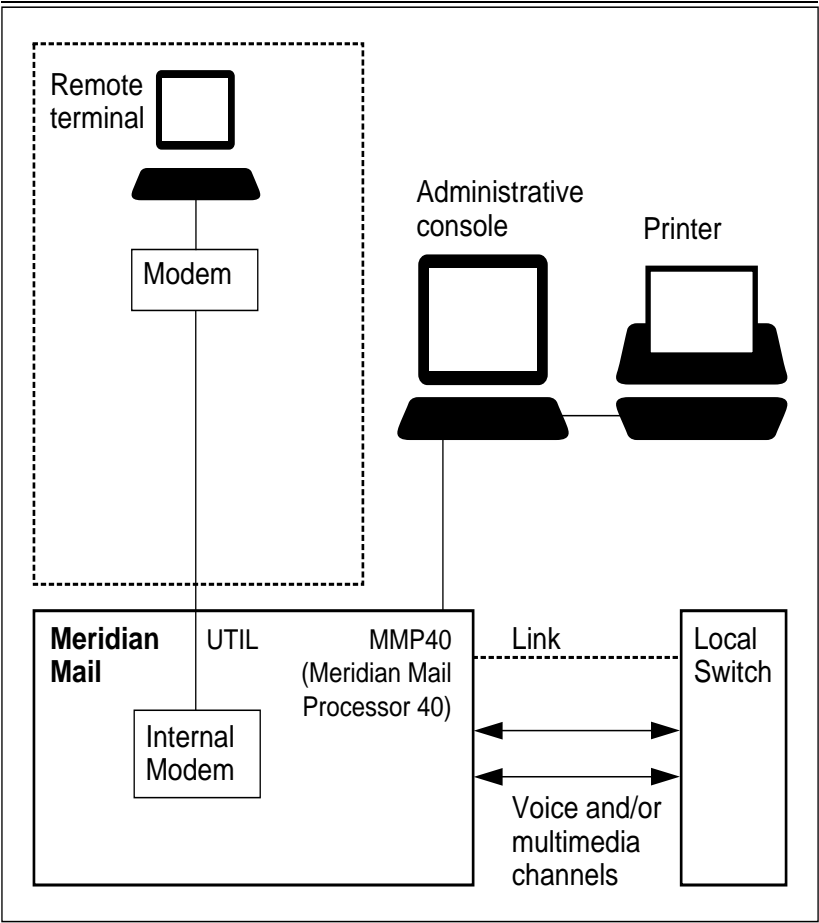 Remote
terminal
Modem
Administrative
console
Printer
Meridian
Mail
UTIL
MMP40
(Meridian Mail
Processor 40)
Internal
Modem
Link
Local
Switch
Voice and/or
multimedia
channels